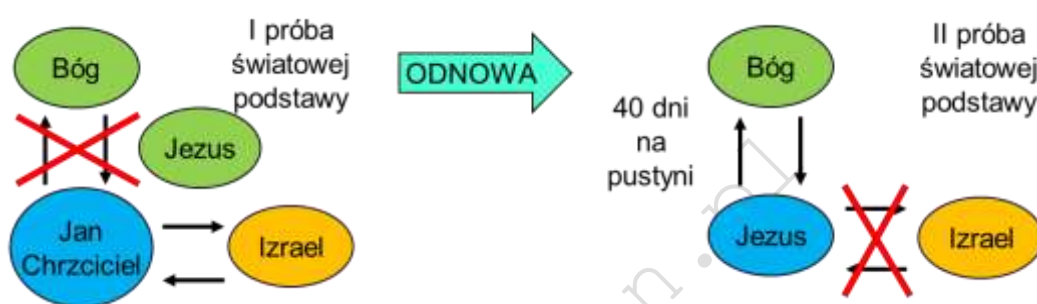 Bóg
I próba
światowej
podstawy
Jezus
Jan
Chrzciciel
Izrael
ODNOWA
Bóg
II próba
światowej
podstawy
40 dni
na
pustyni
Jezus
Izrael